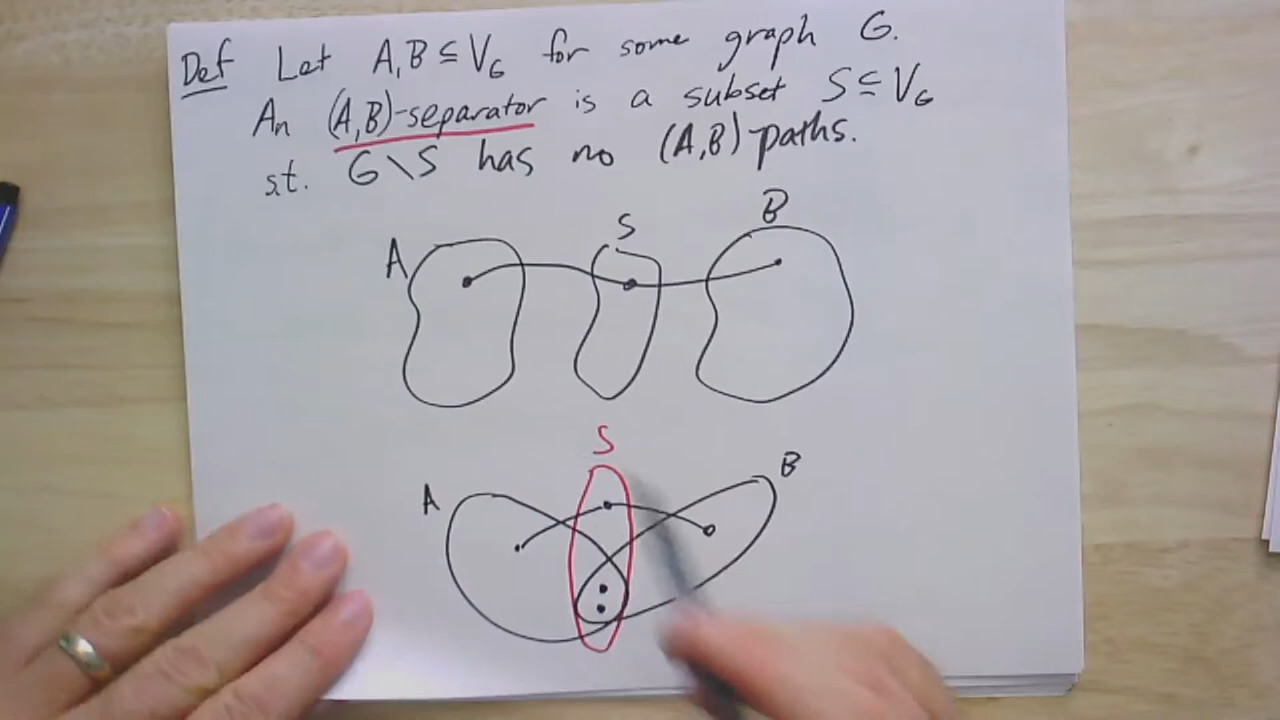 Def Let A,B ⊆ V_G for some graph G.
An (A,B)-separator is a subset S ⊆ V_G
s.t. G\S has no (A,B)-paths.
A S B
S
A B